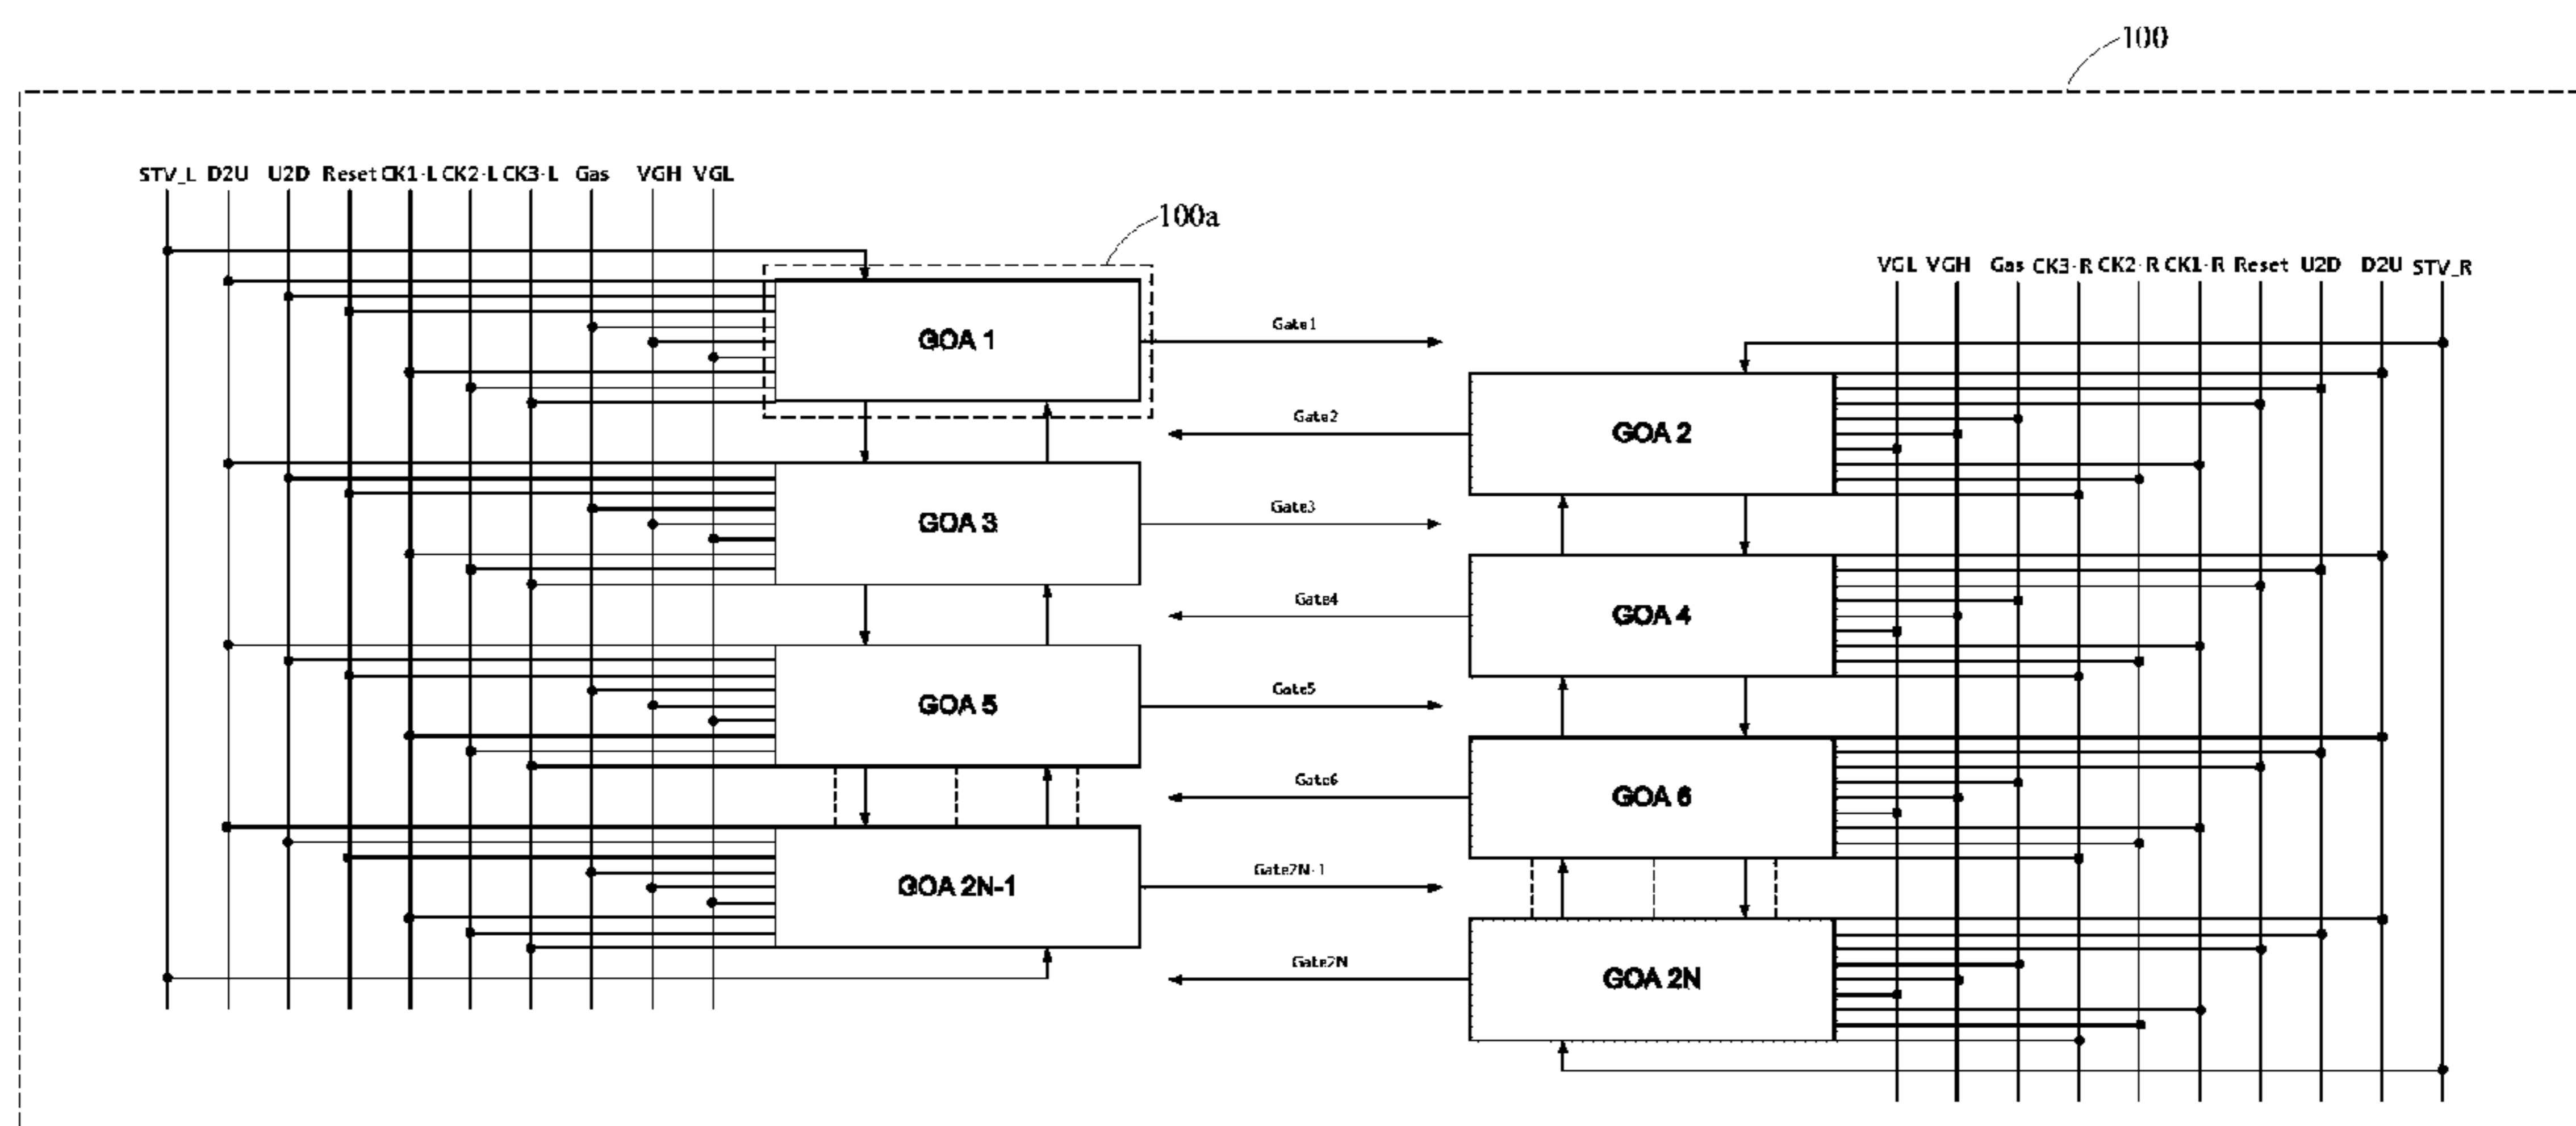 100
STV_L D2U U2D Reset CK1-L CK2-L CK3-L Gas VGH VGL
100a
VGL VGH Gas CK3-R CK2-R CK1-R Reset U2D D2U STV_R
GOA 1
Gate1
Gate2
GOA 2
GOA 3
Gate3
Gate4
GOA 4
GOA 5
Gate5
Gate6
GOA 6
GOA 2N-1
Gate2N-1
Gate2N
GOA 2N